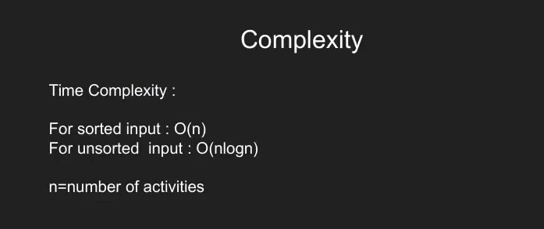 Complexity
Time Complexity :
For sorted input : O(n)
For unsorted  input : O(nlogn)
n=number of activities